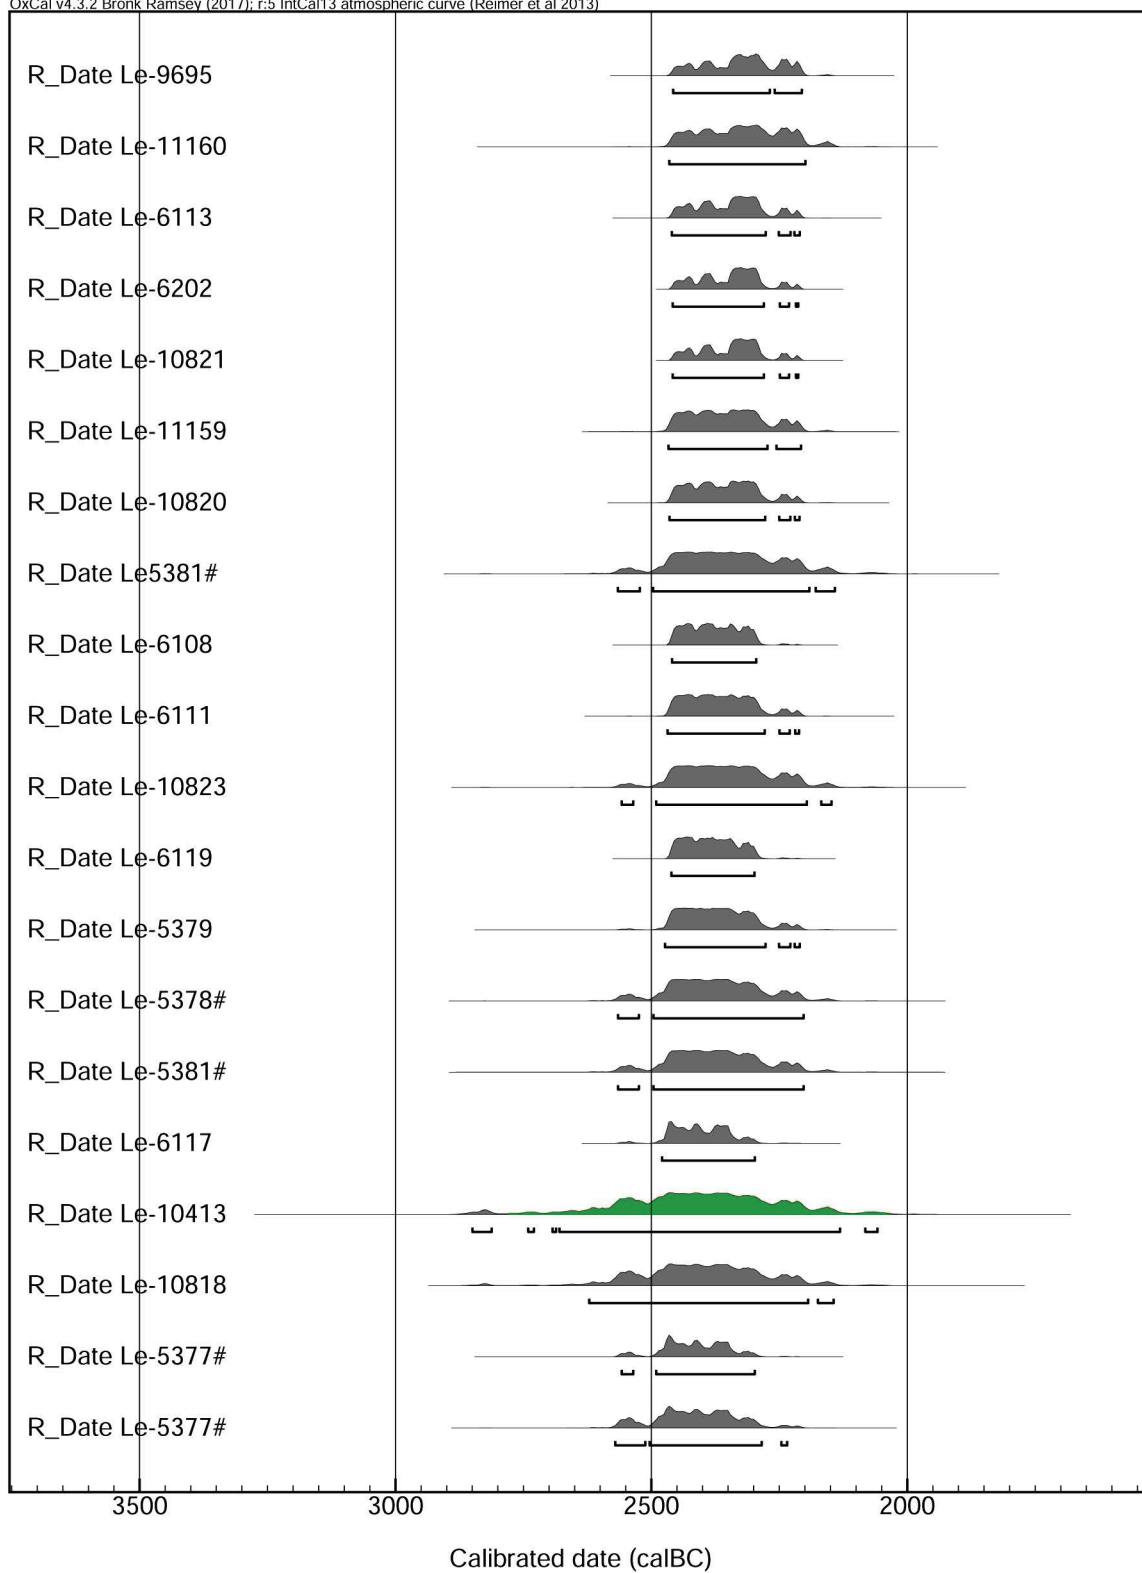 OxCal v4.3.2 Bronk Ramsey (2017); r:5 IntCal13 atmospheric curve (Reimer et al 2013)
R_Date Le-9695
R_Date Le-11160
R_Date Le-6113
R_Date Le-6202
R_Date Le-10821
R_Date Le-11159
R_Date Le-10820
R_Date Le5381#
R_Date Le-6108
R_Date Le-6111
R_Date Le-10823
R_Date Le-6119
R_Date Le-5379
R_Date Le-5378#
R_Date Le-5381#
R_Date Le-6117
R_Date Le-10413
R_Date Le-10818
R_Date Le-5377#
R_Date Le-5377#
3500 3000 2500 2000
Calibrated date (calBC)